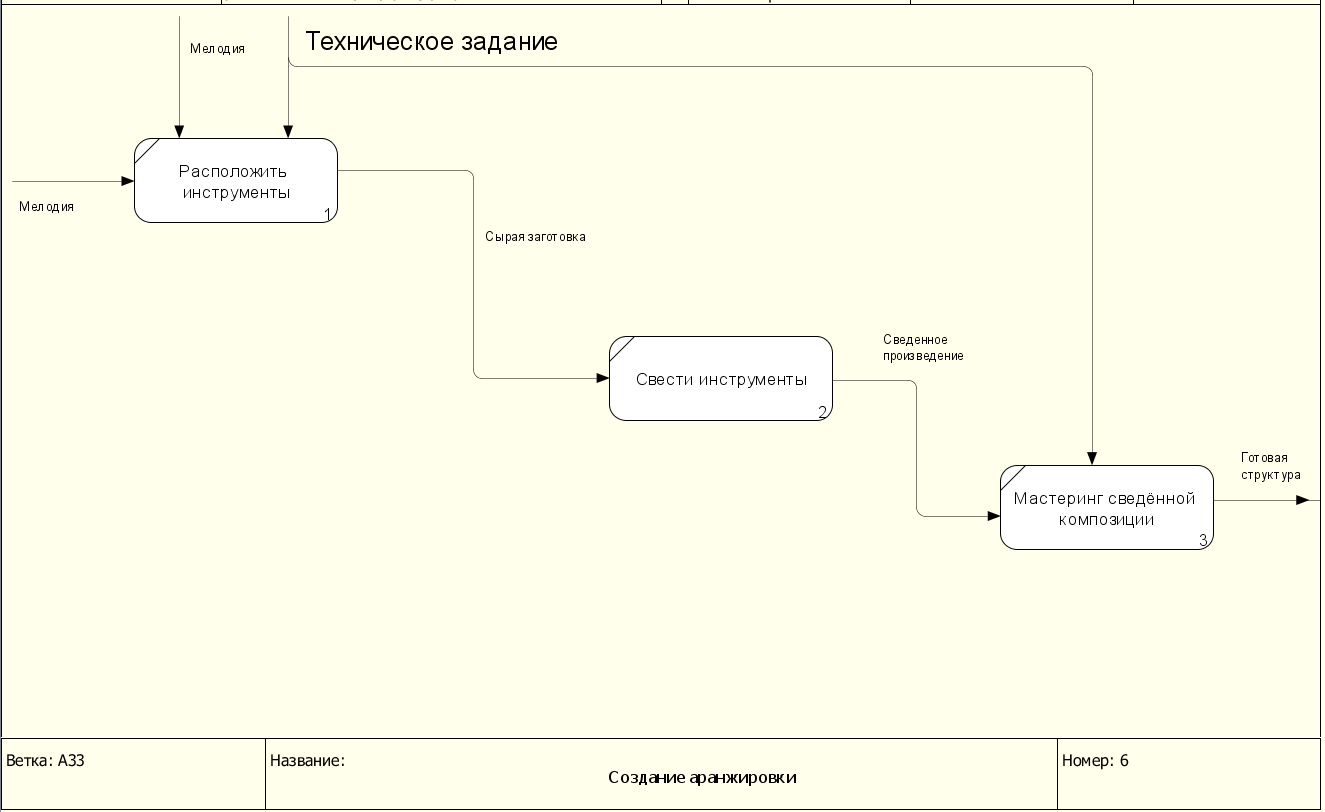 Мелодия
Техническое задание
Расположить
инструменты
1
Мелодия
Сырая заготовка
Сведенное
произведение
Свести инструменты
2
Готовая
структура
Мастеринг сведённой
композиции
3
Ветка: А33
Название:
Номер: 6
Создание аранжировки